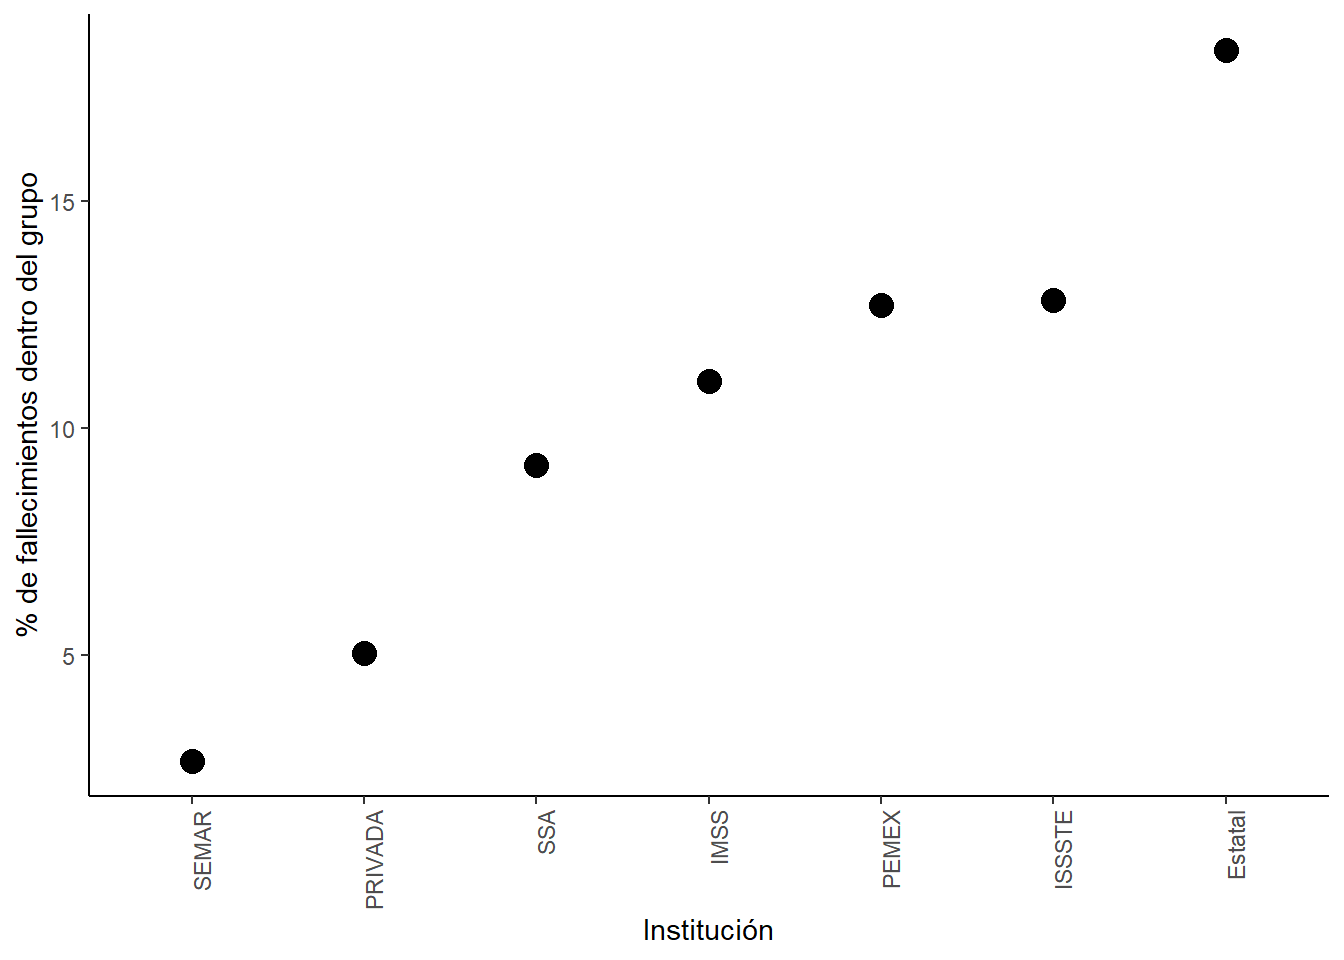 % de fallecimientos dentro del grupo
15
10
5
SEMAR
PRIVADA
SSA
IMSS
PEMEX
ISSSTE
Estatal
Institución